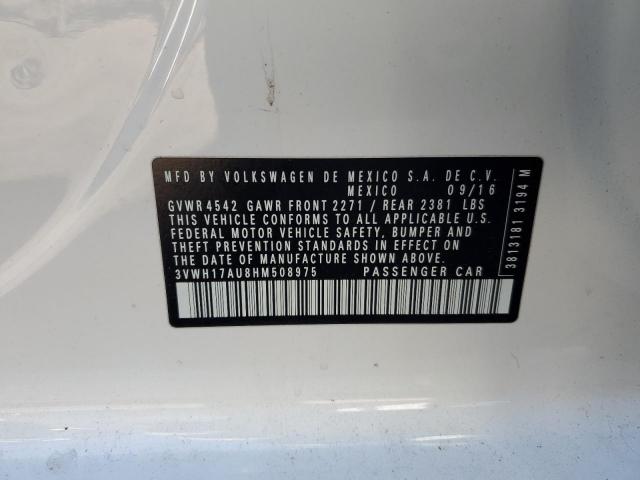 MFD BY VOLKSWAGEN DE MEXICO S.A. DE C.V.
MEXICO 09/16
GVWR4542 GAWR FRONT 2271 / REAR 2381 LBS
THIS VEHICLE CONFORMS TO ALL APPLICABLE U.S.
FEDERAL MOTOR VEHICLE SAFETY, BUMPER AND
THEFT PREVENTION STANDARDS IN EFFECT ON
THE DATE OF MANUFACTURE SHOWN ABOVE.
3VWH17AU8HM508975 PASSENGER CAR
3813181 3194 M